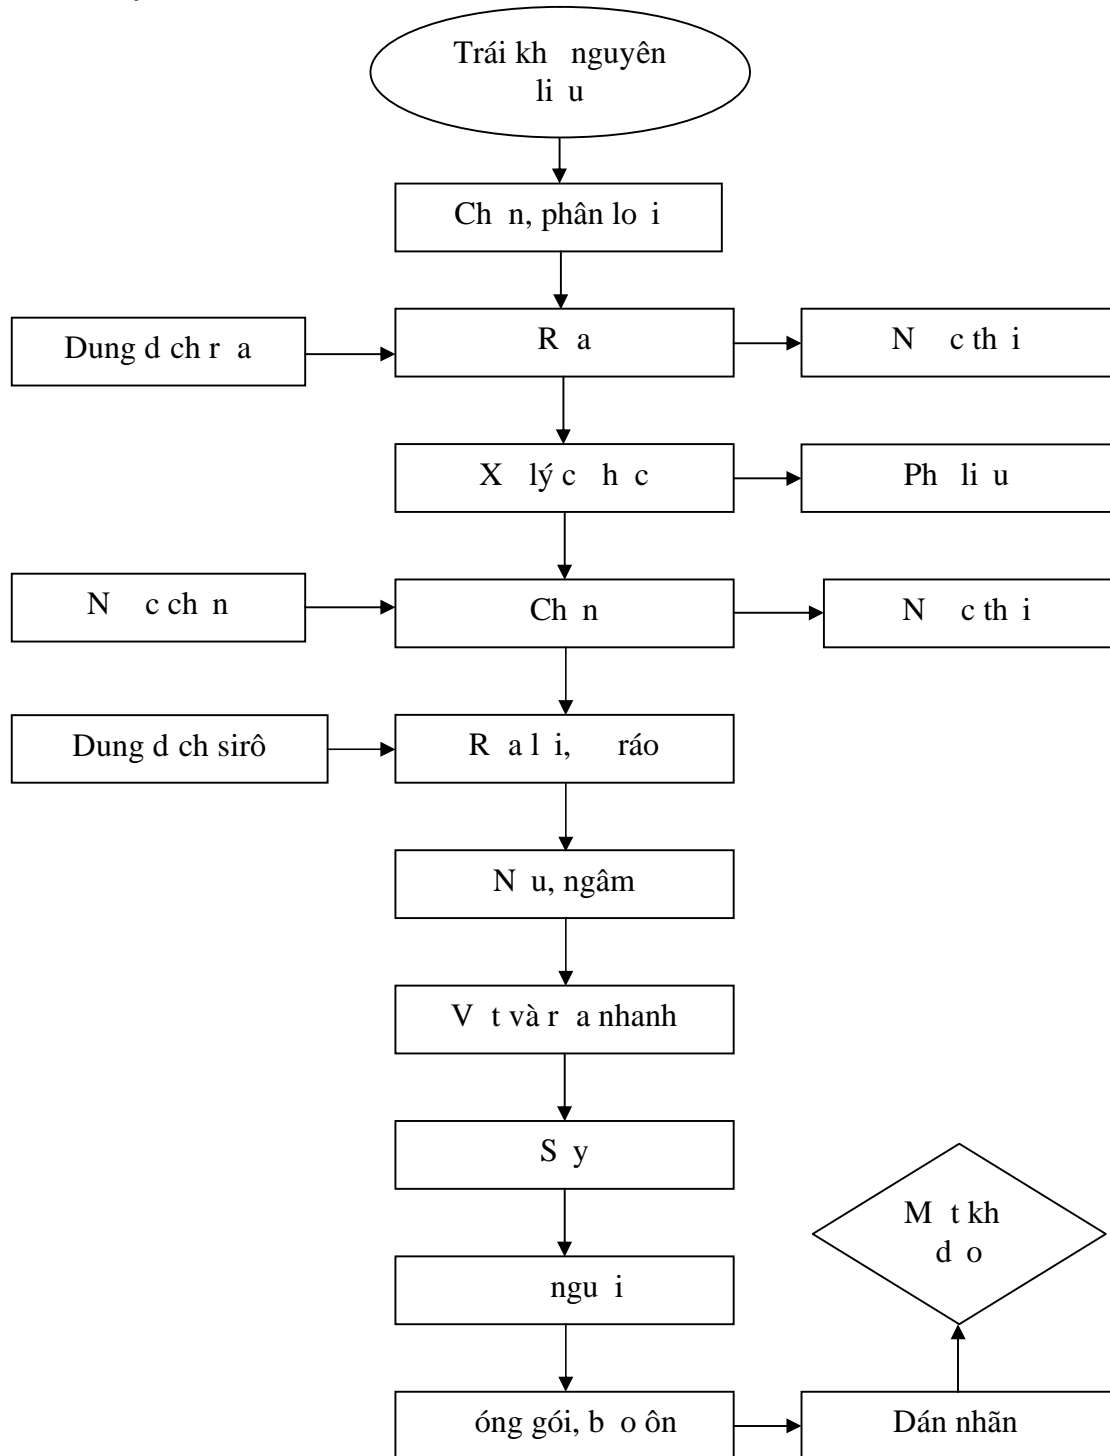 Trái kh nguyên
li u
Ch n, phân lo i
Dung d ch r a
R a
N c th i
X lý c h c
Ph li u
N c ch n
Ch n
N c th i
Dung d ch sirô
R a l i, ráo
N u, ngâm
V t và r a nhanh
S y
M t kh
d o
ngu i
óng gói, b o ôn
Dán nhãn